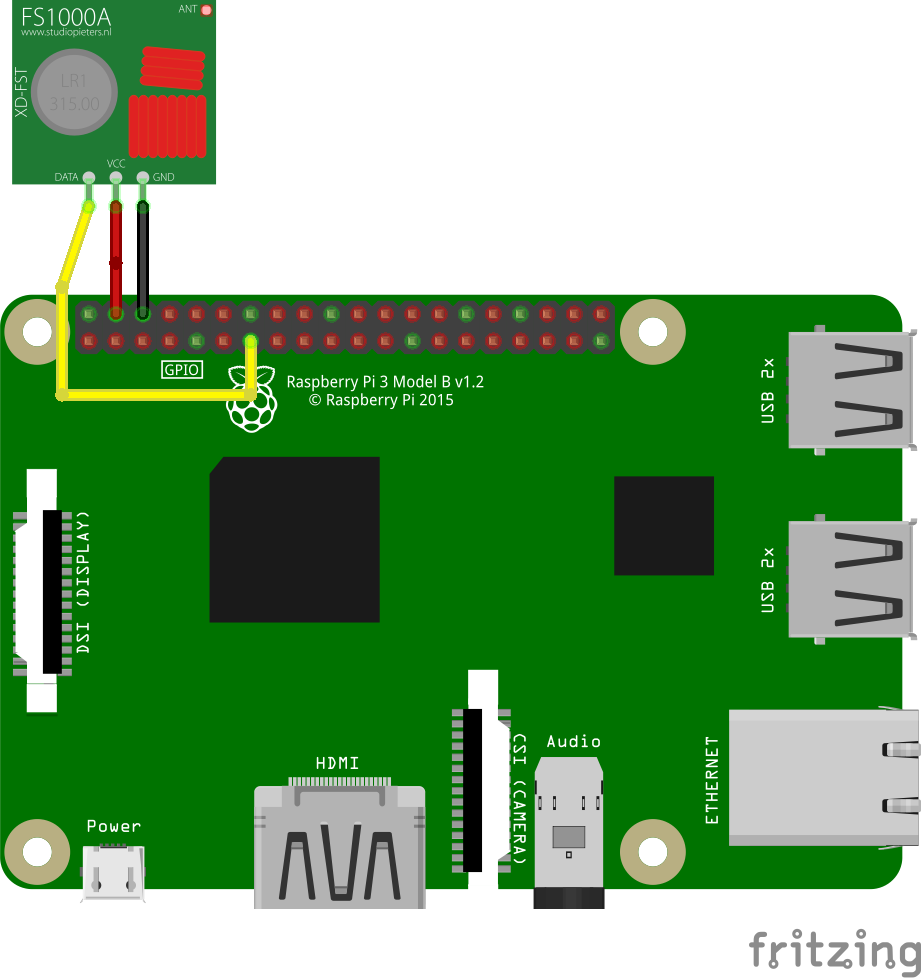 FS1000A
ANT
www.studiopieters.nl
XD-FST
LR1
315.00
VCC
DATA
GND
GPIO
Raspberry Pi 3 Model B v1.2
© Raspberry Pi 2015
USB 2x
DSI (DISPLAY)
USB 2x
HDMI
Audio
CSI (CAMERA)
ETHERNET
Power
fritzing